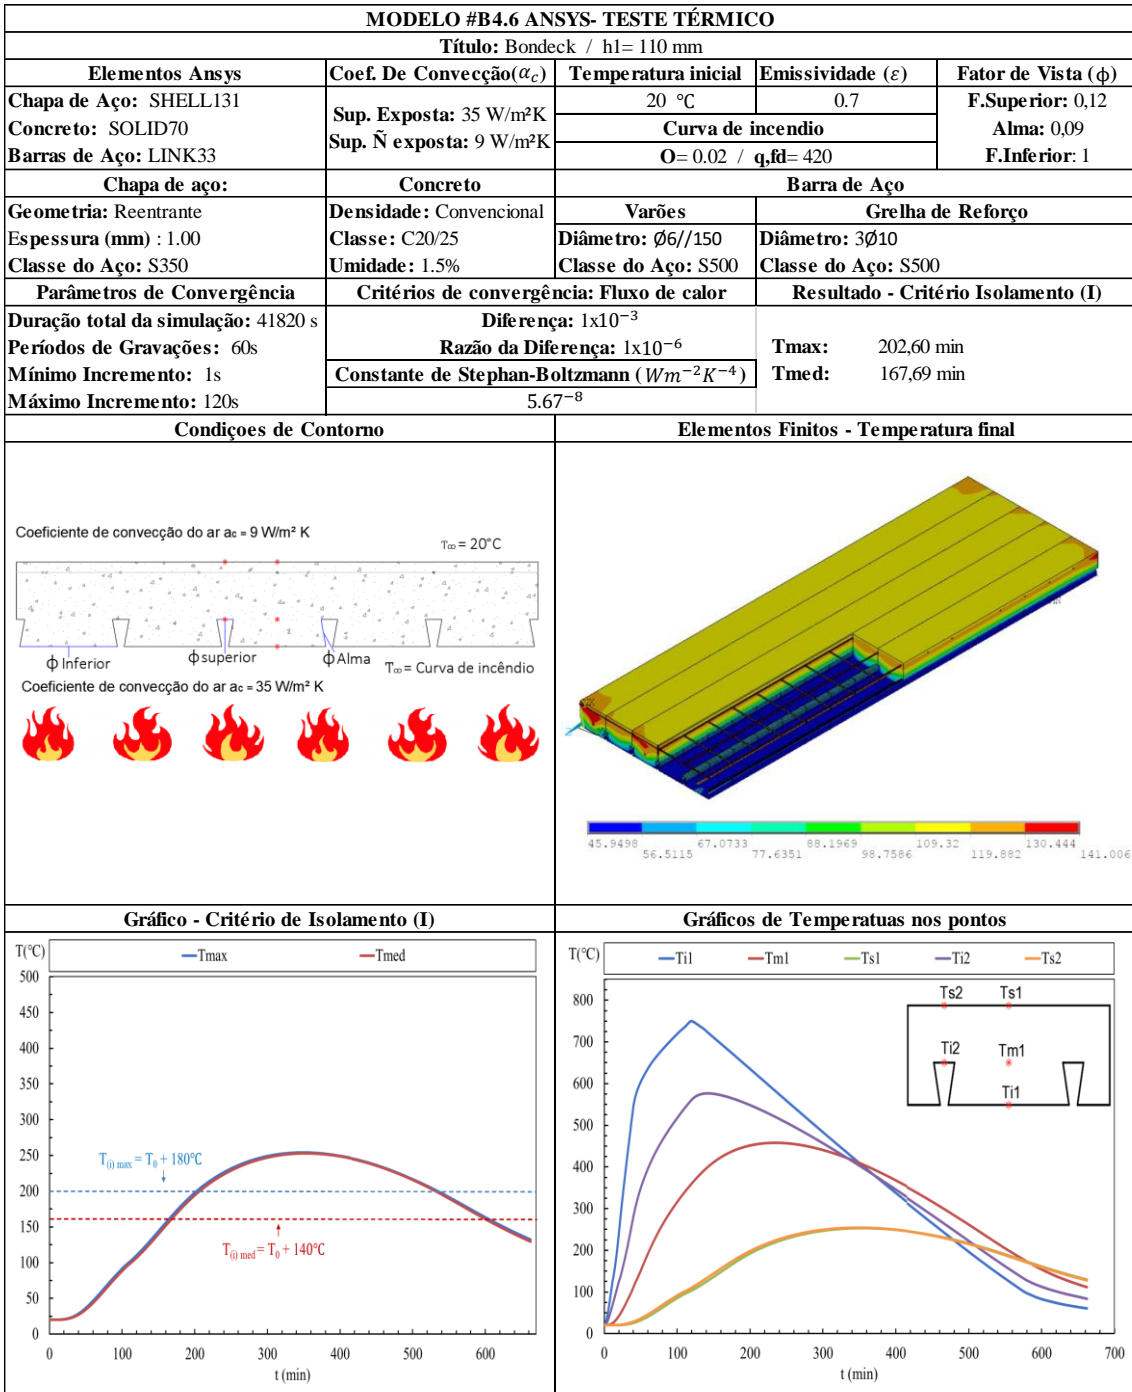 MODELO #B4.6 ANSYS- TESTE TÉRMICO
Título: Bondeck / h1= 110 mm
Elementos Ansys
Coef. De Convecção(α_c)
Temperatura inicial
Emissividade (ε)
Fator de Vista (ϕ)
Chapa de Aço: SHELL131
Concreto: SOLID70
Barras de Aço: LINK33
Sup. Exposta: 35 W/m²K
Sup. Ñ exposta: 9 W/m²K
20 °C
0.7
Curva de incendio
O= 0.02 / q,fd= 420
F.Superior: 0,12
Alma: 0,09
F.Inferior: 1
Chapa de aço:
Concreto
Barra de Aço
Geometria: Reentrante
Espessura (mm) : 1.00
Classe do Aço: S350
Densidade: Convencional
Classe: C20/25
Umidade: 1.5%
Varões
Diâmetro: Ø6//150
Classe do Aço: S500
Grelha de Reforço
Diâmetro: 3Ø10
Classe do Aço: S500
Parâmetros de Convergência
Critérios de convergência: Fluxo de calor
Resultado - Critério Isolamento (I)
Duração total da simulação: 41820 s
Períodos de Gravações: 60s
Mínimo Incremento: 1s
Máximo Incremento: 120s
Diferença: 1x10⁻³
Razão da Diferença: 1x10⁻⁶
Constante de Stephan-Boltzmann (Wm⁻²K⁻⁴)
5.67⁻⁸
Tmax: 202,60 min
Tmed: 167,69 min
Condiçoes de Contorno
Elementos Finitos - Temperatura final
Coeficiente de convecção do ar ac = 9 W/m² K
T∞ = 20°C
ϕ Inferior
ϕ superior
ϕ Alma
T∞ = Curva de incêndio
Coeficiente de convecção do ar ac = 35 W/m² K
45.9498
56.5115
67.0733
77.6351
88.1969
98.7586
109.32
119.882
130.444
141.006
Gráfico - Critério de Isolamento (I)
Gráficos de Temperatuas nos pontos
T(°C)
Tmax
Tmed
500
450
400
350
300
250
200
150
100
50
0
T(i) max = T0 + 180°C
T(i) med = T0 + 140°C
0 100 200 300 400 500 600
t (min)
T(°C)
Ti1
Tm1
Ts1
Ti2
Ts2
800
700
600
500
400
300
200
100
0
Ts2 Ts1
Ti2 Tm1
Ti1
0 100 200 300 400 500 600 700
t (min)